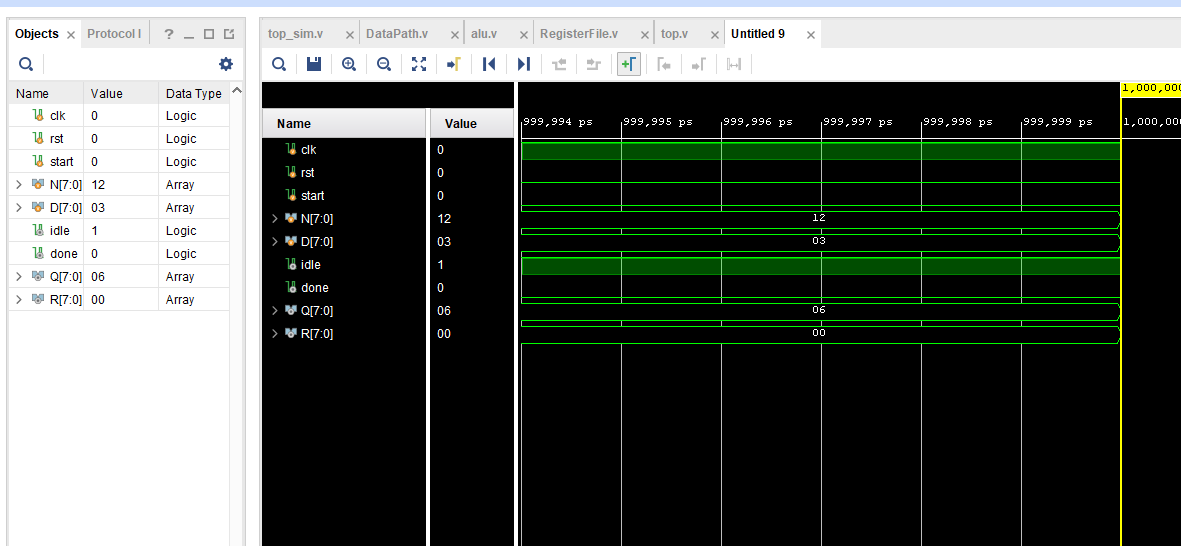 Objects Protocol I ?
Name Value Data Type
clk 0 Logic
rst 0 Logic
start 0 Logic
N[7:0] 12 Array
D[7:0] 03 Array
idle 1 Logic
done 0 Logic
Q[7:0] 06 Array
R[7:0] 00 Array
top_sim.v DataPath.v alu.v RegisterFile.v top.v Untitled 9
1,000,000
Name Value 999,994 ps 999,995 ps 999,996 ps 999,997 ps 999,998 ps 999,999 ps 1,000,00
clk 0
rst 0
start 0
N[7:0] 12 12
D[7:0] 03 03
idle 1
done 0
Q[7:0] 06 06
R[7:0] 00 00